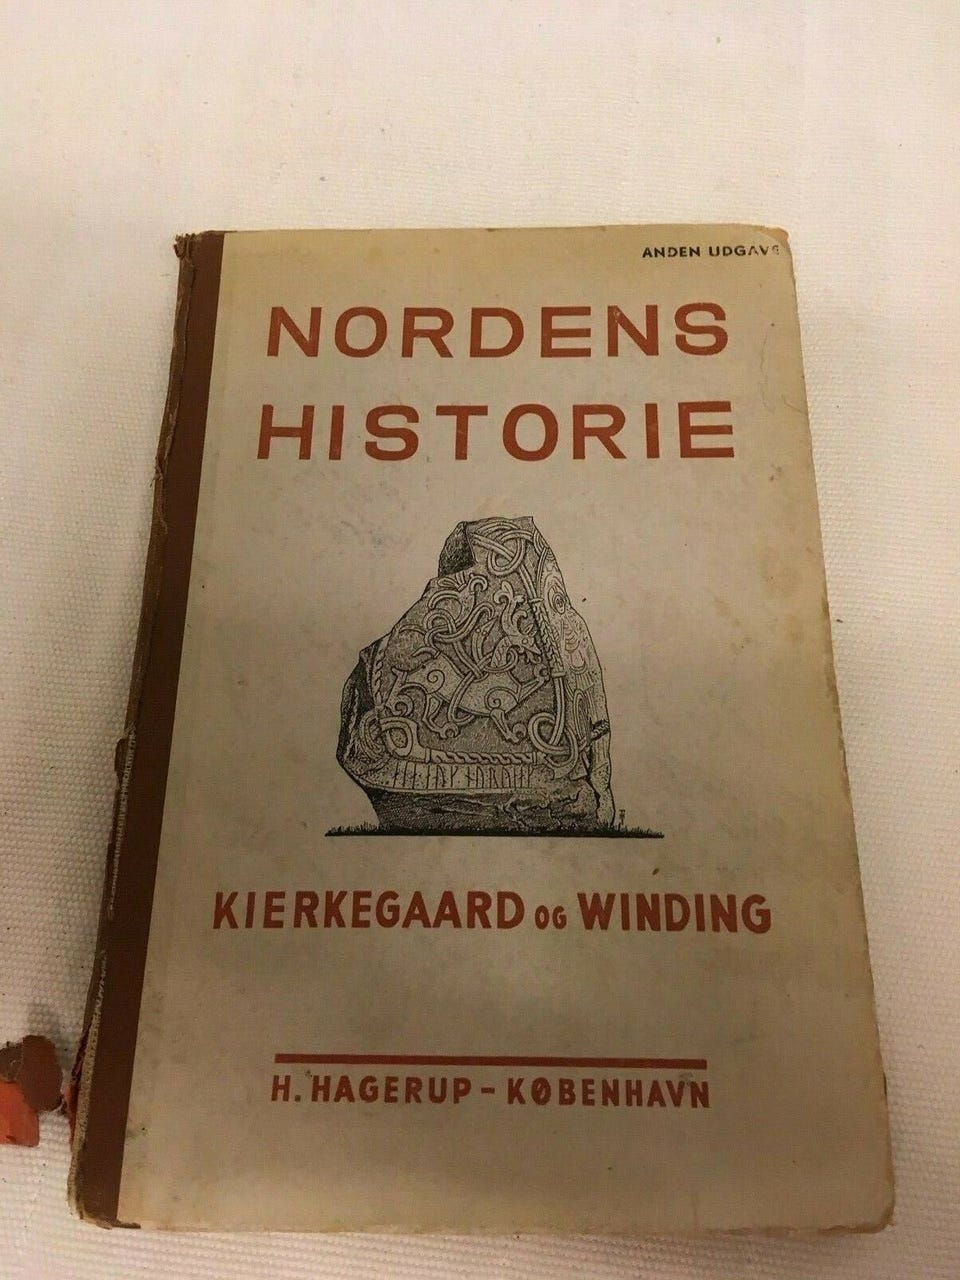 ANDEN UDGAVE
NORDENS
HISTORIE
KIERKEGAARD OG WINDING
H. HAGERUP – KØBENHAVN